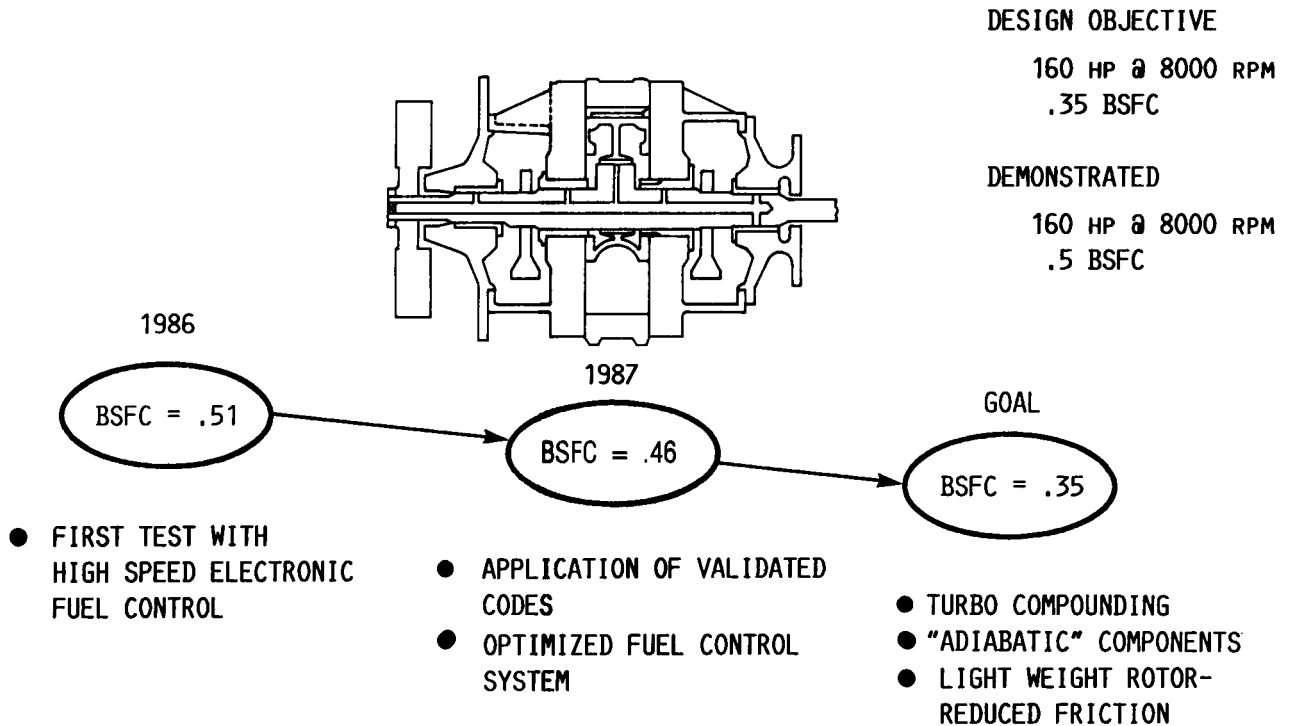 DESIGN OBJECTIVE
160 HP @ 8000 RPM
.35 BSFC
DEMONSTRATED
160 HP @ 8000 RPM
.5 BSFC
1986
BSFC = .51
1987
BSFC = .46
GOAL
BSFC = .35
● FIRST TEST WITH
HIGH SPEED ELECTRONIC
FUEL CONTROL
● APPLICATION OF VALIDATED
CODES
● OPTIMIZED FUEL CONTROL
SYSTEM
● TURBO COMPOUNDING
● "ADIABATIC" COMPONENTS
● LIGHT WEIGHT ROTOR-
REDUCED FRICTION